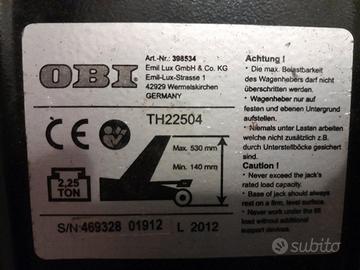 OBI
Art.-Nr.: 398534
Emil Lux GmbH & Co. KG
Emil-Lux-Strasse 1
42929 Wermelskirchen
GERMANY
CE
TH22504
Max. 530 mm
Min. 140 mm
2,25
TON
S/N:469328 01912 L 2012
Achtung !
• Die max. Belastbarkeit
des Wagenhebers darf nicht
überschritten werden.
• Wagenheber nur auf
festen und ebenen Untergrund
aufstellen.
• Niemals unter Lasten arbeiten
welche nicht zusätzlich z.B.
durch Unterstellböcke gesichert
sind.
Caution !
• Never exceed the jack's
rated load capacity.
• Base of jack should always
rest on a firm, level surface.
• Never work under the lift
load without additional
support devices.
subito